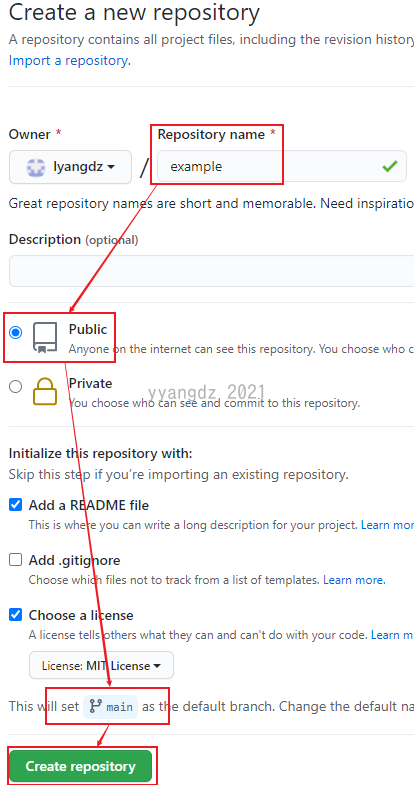 Create a new repository
A repository contains all project files, including the revision history
Import a repository.
Owner * Repository name *
lyangdz / example
Great repository names are short and memorable. Need inspiratio
Description (optional)
Public
Anyone on the internet can see this repository. You choose who c
Private
yyangdz 2021
You choose who can see and commit to this repository.
Initialize this repository with:
Skip this step if you're importing an existing repository.
Add a README file
This is where you can write a long description for your project. Learn mor
Add .gitignore
Choose which files not to track from a list of templates. Learn more.
Choose a license
A license tells others what they can and can't do with your code. Learn m
License: MIT License
This will set main as the default branch. Change the default na
Create repository